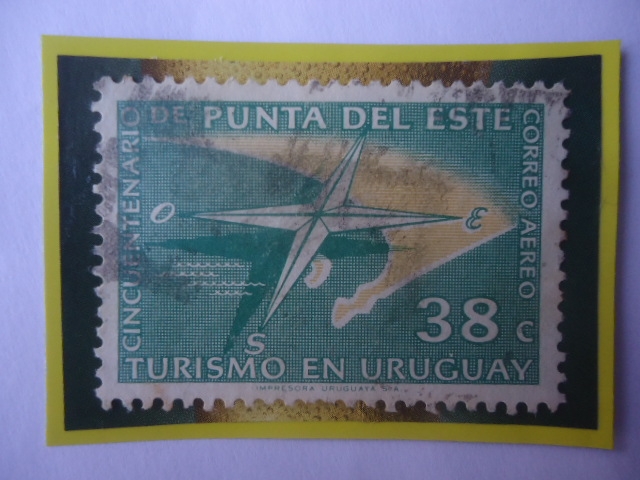 CINCUENTENARIO
DE PUNTA DEL ESTE
CORREO AEREO
O
E
S
38 C
TURISMO EN URUGUAY
IMPRESORA URUGUAYA S.A.